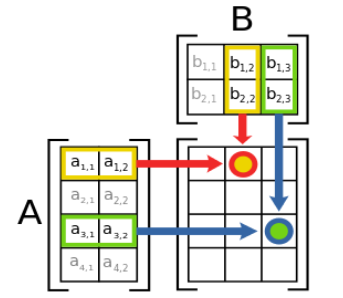 B
b1,1 b1,2 b1,3
b2,1 b2,2 b2,3
A
a1,1 a1,2
a2,1 a2,2
a3,1 a3,2
a4,1 a4,2